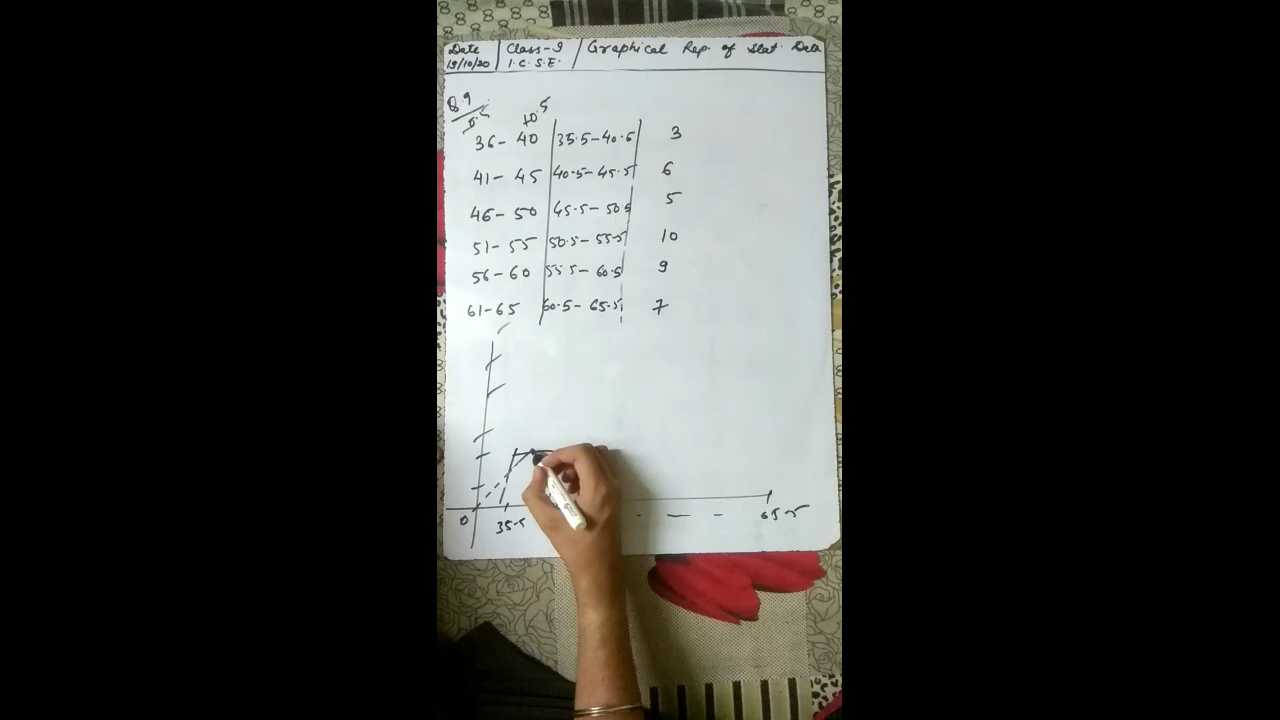 Date | Class-9 | Graphical Rep. of Stat. Data
19/10/20 | I.C.S.E.
Q.9
40.5
36- 40 35.5-40.5 3
41- 45 40.5-45.5 6
46- 50 45.5-50.5 5
51- 55 50.5-55.5 10
56-60 55.5-60.5 9
61-65 60.5-65.5 7
0 35.5 65.5